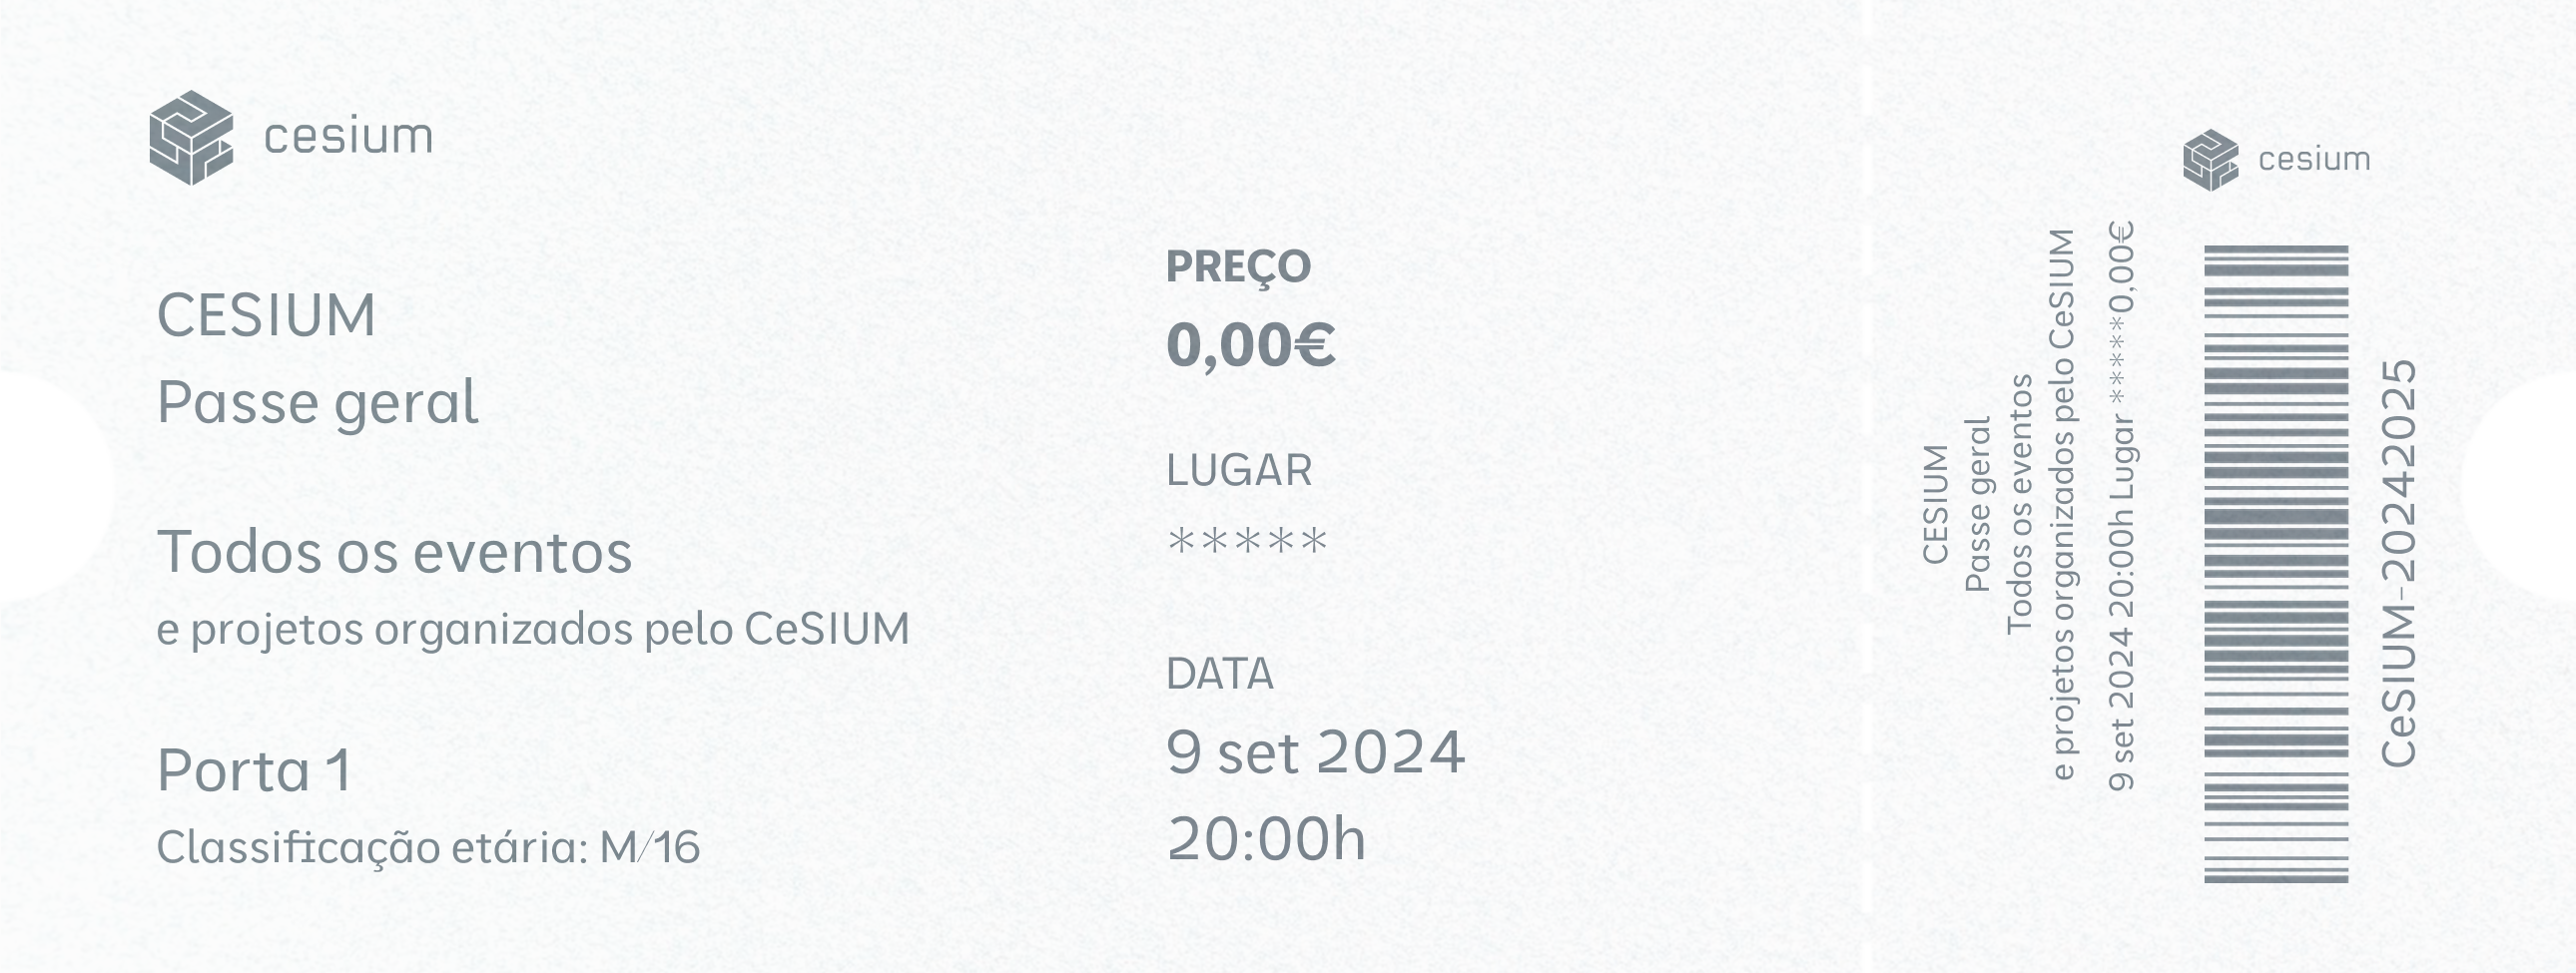 cesium
CESIUM
Passe geral
Todos os eventos
e projetos organizados pelo CeSIUM
Porta 1
Classificação etária: M/16
PREÇO
0,00€
LUGAR
*****
DATA
9 set 2024
20:00h
cesium
CESIUM
Passe geral
Todos os eventos
e projetos organizados pelo CeSIUM
9 set 2024 20:00h Lugar *****0,00€
CeSIUM-20242025